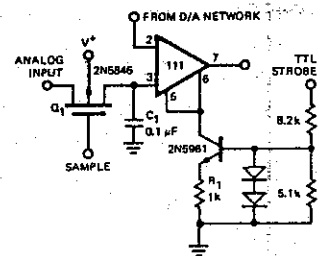 FROM D/A NETWORK
V+
ANALOG
INPUT
2N5845
2
7
111
3
6
5
TTL
STROBE
Q1
C1
0.1 µF
8.2k
SAMPLE
2N5961
R1
1k
5.1k